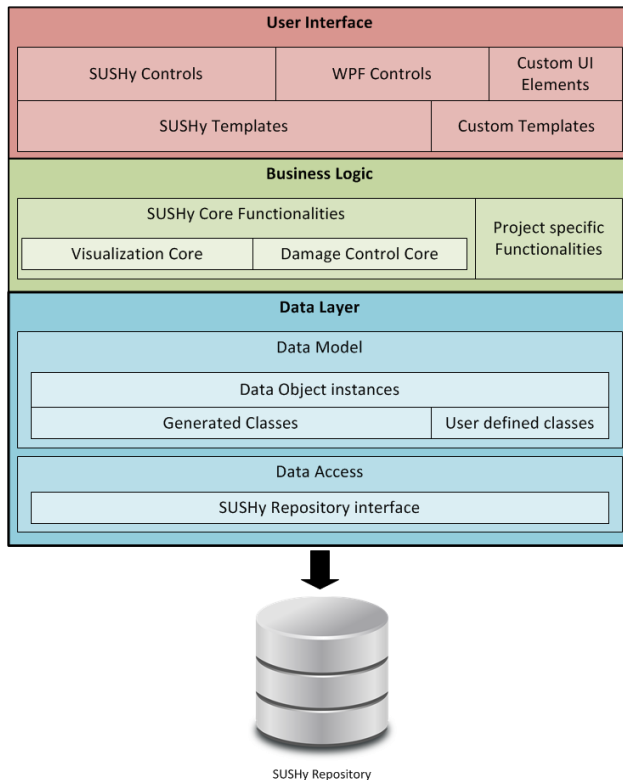 User Interface
SUSHy Controls
WPF Controls
Custom UI
Elements
SUSHy Templates
Custom Templates
Business Logic
SUSHy Core Functionalities
Visualization Core
Damage Control Core
Project specific
Functionalities
Data Layer
Data Model
Data Object instances
Generated Classes
User defined classes
Data Access
SUSHy Repository interface
SUSHy Repository